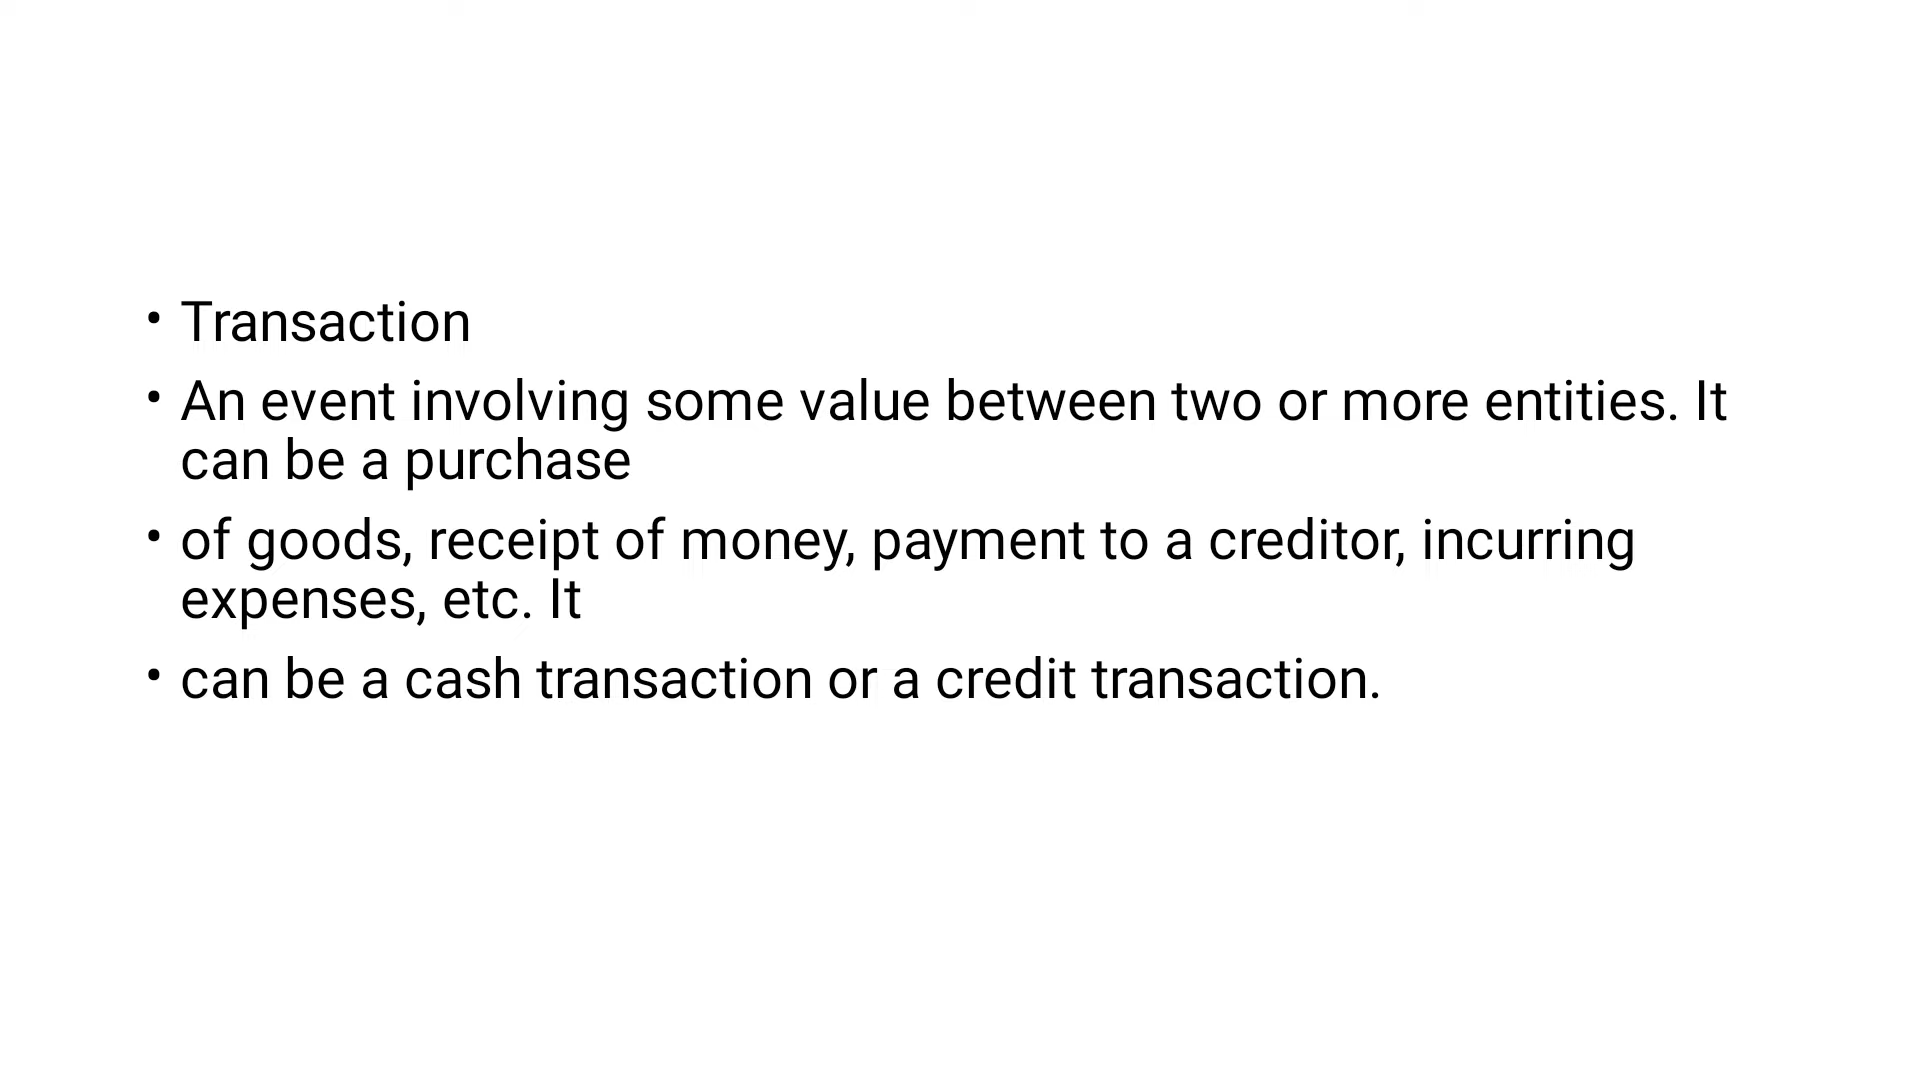 • Transaction
• An event involving some value between two or more entities. It
can be a purchase
• of goods, receipt of money, payment to a creditor, incurring
expenses, etc. It
• can be a cash transaction or a credit transaction.